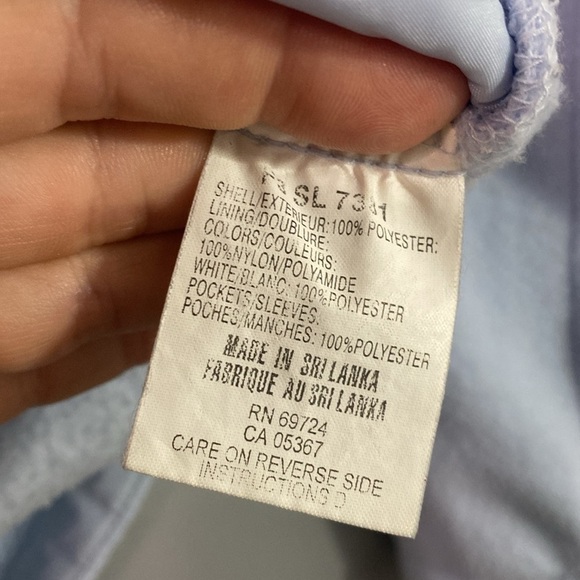 SL 73
SHELL/EXTERIEUR:100% POLYESTER:
LINING/DOUBLURE:
COLORS/COULEURS:
100%NYLON/POLYAMIDE
WHITE/BLANC:100%POLYESTER
POCKETS/SLEEVES:
POCHES/MANCHES:100%POLYESTER
MADE IN SRI LANKA
FABRIQUE AU SRI LANKA
RN 69724
CA 05367
CARE ON REVERSE SIDE
INSTRUCTIONS D